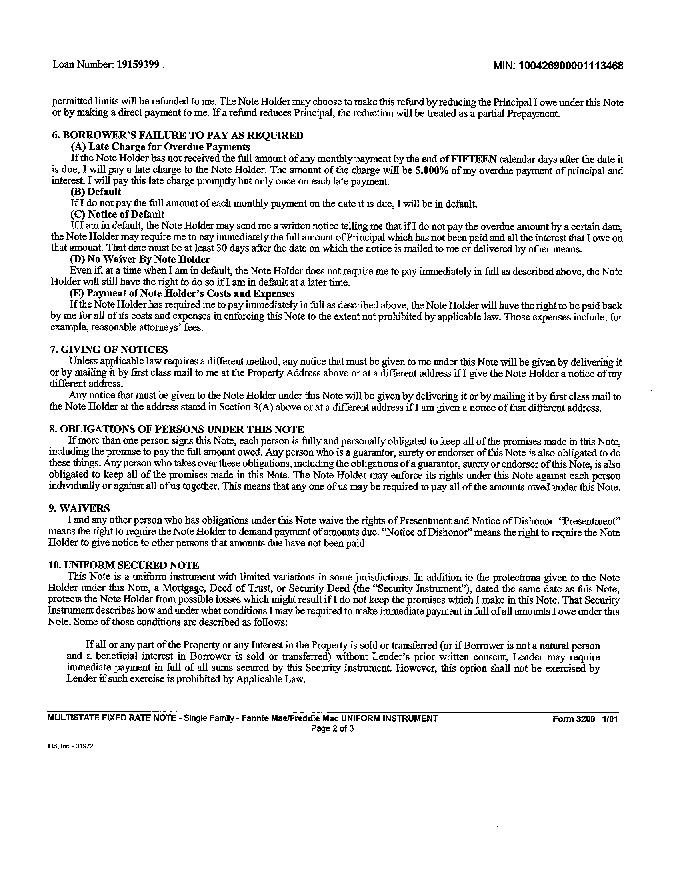 Loan Number: 19159399 .
MIN: 100426900001113468
permitted limits will be refunded to me. The Note Holder may choose to make this refund by reducing the Principal I owe under this Note
or by making a direct payment to me. If a refund reduces Principal, the reduction will be treated as a partial Prepayment.
6. BORROWER'S FAILURE TO PAY AS REQUIRED
(A) Late Charge for Overdue Payments
If the Note Holder has not received the full amount of any monthly payment by the end of FIFTEEN calendar days after the date it
is due, I will pay a late charge to the Note Holder. The amount of the charge will be 5.000% of my overdue payment of principal and
interest. I will pay this late charge promptly but only once on each late payment.
(B) Default
If I do not pay the full amount of each monthly payment on the date it is due, I will be in default.
(C) Notice of Default
If I am in default, the Note Holder may send me a written notice telling me that if I do not pay the overdue amount by a certain date,
the Note Holder may require me to pay immediately the full amount of Principal which has not been paid and all the interest that I owe on
that amount. That date must be at least 30 days after the date on which the notice is mailed to me or delivered by other means.
(D) No Waiver By Note Holder
Even if, at a time when I am in default, the Note Holder does not require me to pay immediately in full as described above, the Note
Holder will still have the right to do so if I am in default at a later time.
(E) Payment of Note Holder's Costs and Expenses
If the Note Holder has required me to pay immediately in full as described above, the Note Holder will have the right to be paid back
by me for all of its costs and expenses in enforcing this Note to the extent not prohibited by applicable law. Those expenses include, for
example, reasonable attorneys' fees.
7. GIVING OF NOTICES
Unless applicable law requires a different method, any notice that must be given to me under this Note will be given by delivering it
or by mailing it by first class mail to me at the Property Address above or at a different address if I give the Note Holder a notice of my
different address.
Any notice that must be given to the Note Holder under this Note will be given by delivering it or by mailing it by first class mail to
the Note Holder at the address stated in Section 3(A) above or at a different address if I am given a notice of that different address.
8. OBLIGATIONS OF PERSONS UNDER THIS NOTE
If more than one person signs this Note, each person is fully and personally obligated to keep all of the promises made in this Note,
including the promise to pay the full amount owed. Any person who is a guarantor, surety or endorser of this Note is also obligated to do
these things. Any person who takes over these obligations, including the obligations of a guarantor, surety or endorser of this Note, is also
obligated to keep all of the promises made in this Note. The Note Holder may enforce its rights under this Note against each person
individually or against all of us together. This means that any one of us may be required to pay all of the amounts owed under this Note.
9. WAIVERS
I and any other person who has obligations under this Note waive the rights of Presentment and Notice of Dishonor. "Presentment"
means the right to require the Note Holder to demand payment of amounts due. "Notice of Dishonor" means the right to require the Note
Holder to give notice to other persons that amounts due have not been paid
10. UNIFORM SECURED NOTE
This Note is a uniform instrument with limited variations in some jurisdictions. In addition to the protections given to the Note
Holder under this Note, a Mortgage, Deed of Trust, or Security Deed (the "Security Instrument"), dated the same date as this Note,
protects the Note Holder from possible losses which might result if I do not keep the promises which I make in this Note. That Security
Instrument describes how and under what conditions I may be required to make immediate payment in full of all amounts I owe under this
Note. Some of those conditions are described as follows:
If all or any part of the Property or any Interest in the Property is sold or transferred (or if Borrower is not a natural person
and a beneficial interest in Borrower is sold or transferred) without Lender's prior written consent, Lender may require
immediate payment in full of all sums secured by this Security Instrument. However, this option shall not be exercised by
Lender if such exercise is prohibited by Applicable Law.
MULTISTATE FIXED RATE NOTE - Single Family - Fannie Mae/Freddie Mac UNIFORM INSTRUMENT
Form 3200 1/01
Page 2 of 3